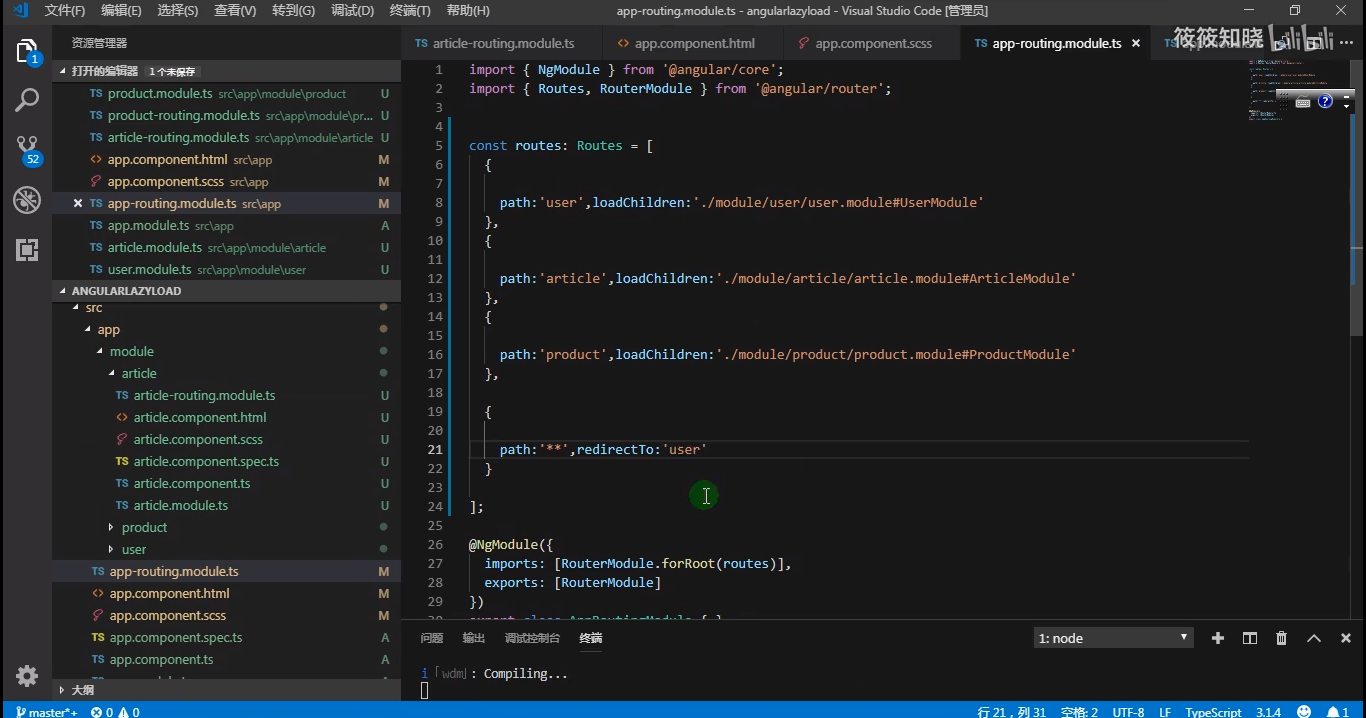 文件(F) 编辑(E) 选择(S) 查看(V) 转到(G) 调试(D) 终端(T) 帮助(H) app-routing.module.ts - angularlazyload - Visual Studio Code [管理员]
资源管理器
打开的编辑器 1 个未保存
TS product.module.ts src\app\module\product U
TS product-routing.module.ts src\app\module\pr... U
TS article-routing.module.ts src\app\module\article U
<> app.component.html src\app M
app.component.scss src\app M
× TS app-routing.module.ts src\app M
TS app.module.ts src\app A
TS article.module.ts src\app\module\article U
TS user.module.ts src\app\module\user U
ANGULARLAZYLOAD
src
app
module
article
TS article-routing.module.ts U
<> article.component.html U
article.component.scss U
TS article.component.spec.ts U
TS article.component.ts U
TS article.module.ts U
product
user
TS app-routing.module.ts M
<> app.component.html M
app.component.scss M
TS app.component.spec.ts A
TS app.component.ts A
大纲
1
52
TS article-routing.module.ts <> app.component.html app.component.scss TS app-routing.module.ts × TS
筱筱知晓 bilibili
1 import { NgModule } from '@angular/core';
2 import { Routes, RouterModule } from '@angular/router';
3
4
5 const routes: Routes = [
6 {
7
8 path:'user',loadChildren:'./module/user/user.module#UserModule'
9 },
10 {
11
12 path:'article',loadChildren:'./module/article/article.module#ArticleModule'
13 },
14 {
15
16 path:'product',loadChildren:'./module/product/product.module#ProductModule'
17 },
18
19 {
20
21 path:'**',redirectTo:'user'
22 }
23
24 ];
25
26 @NgModule({
27 imports: [RouterModule.forRoot(routes)],
28 exports: [RouterModule]
29 })
export class AppRoutingModule { }
问题 输出 调试控制台 终端 1: node
i ｢wdm｣: Compiling...
master*+ 0 0 行 21，列 31 空格: 2 UTF-8 LF TypeScript 3.1.4 1